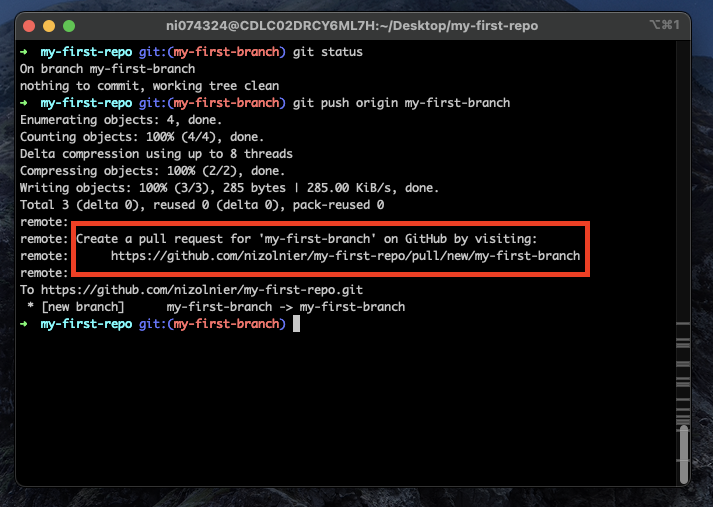 ni074324@CDLC02DRCY6ML7H:~/Desktop/my-first-repo ⌥⌘1
➜ my-first-repo git:(my-first-branch) git status
On branch my-first-branch
nothing to commit, working tree clean
➜ my-first-repo git:(my-first-branch) git push origin my-first-branch
Enumerating objects: 4, done.
Counting objects: 100% (4/4), done.
Delta compression using up to 8 threads
Compressing objects: 100% (2/2), done.
Writing objects: 100% (3/3), 285 bytes | 285.00 KiB/s, done.
Total 3 (delta 0), reused 0 (delta 0), pack-reused 0
remote:
remote: Create a pull request for 'my-first-branch' on GitHub by visiting:
remote:      https://github.com/nizolnier/my-first-repo/pull/new/my-first-branch
remote:
To https://github.com/nizolnier/my-first-repo.git
 * [new branch]      my-first-branch -> my-first-branch
➜ my-first-repo git:(my-first-branch)